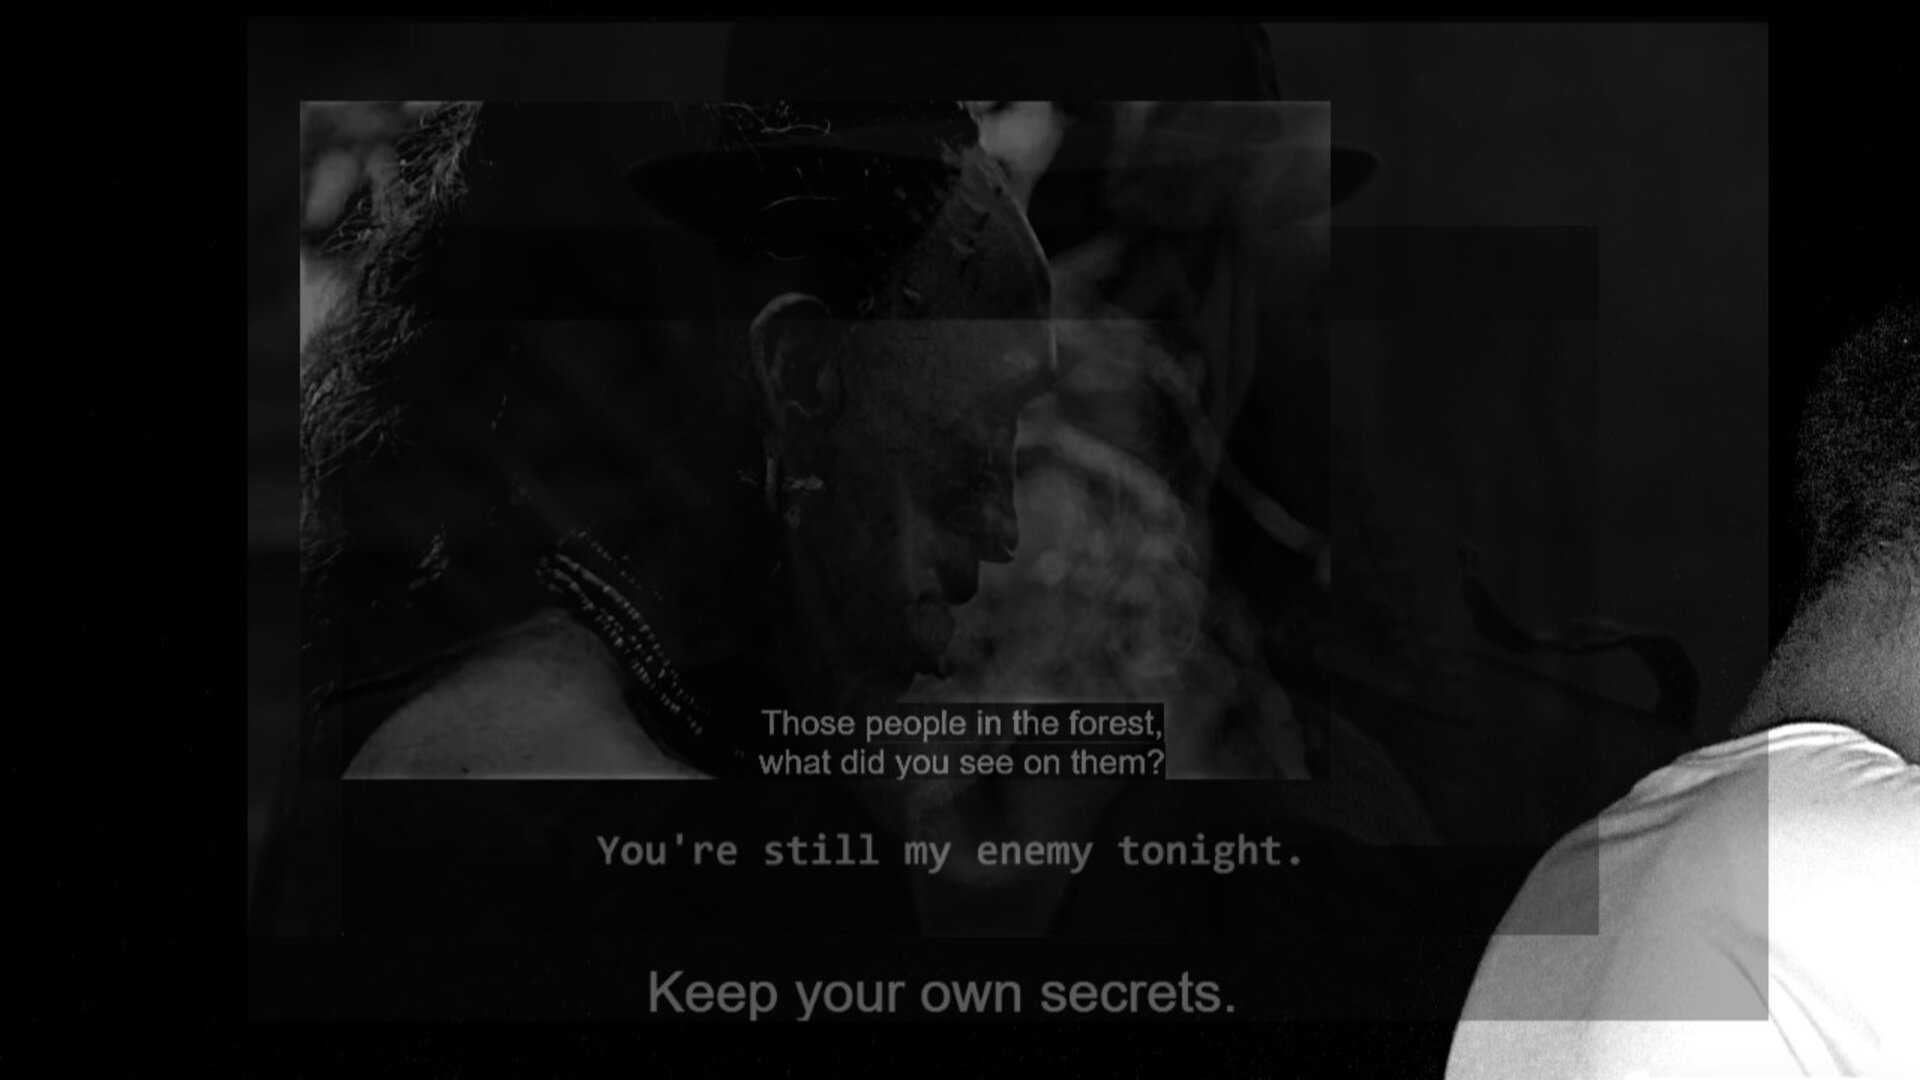 Those people in the forest,
what did you see on them?
You're still my enemy tonight.
Keep your own secrets.